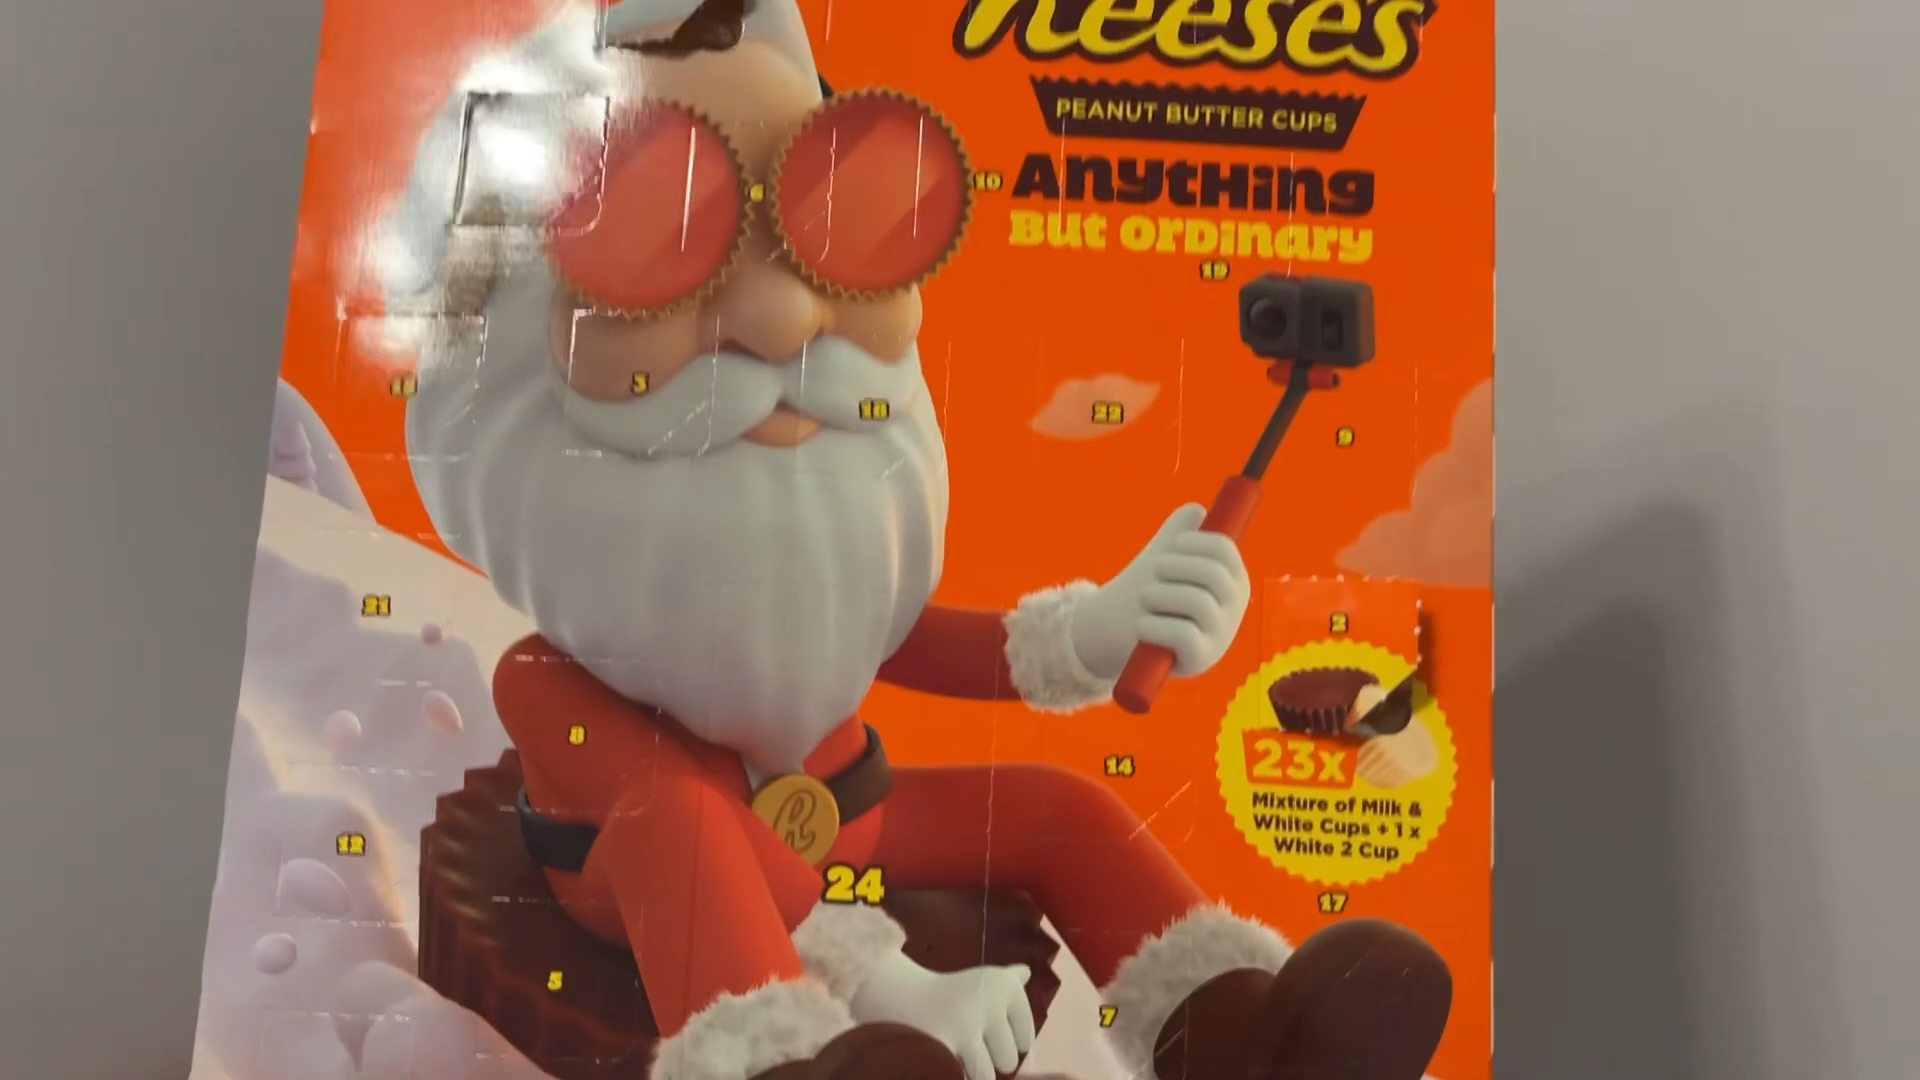 Reese's
PEANUT BUTTER CUPS
AnytHing
But OrDinary
6
10
19
3
18
22
9
21
2
8
14
23x
Mixture of Milk &
White Cups + 1 x
White 2 Cup
12
24
17
5
7
R